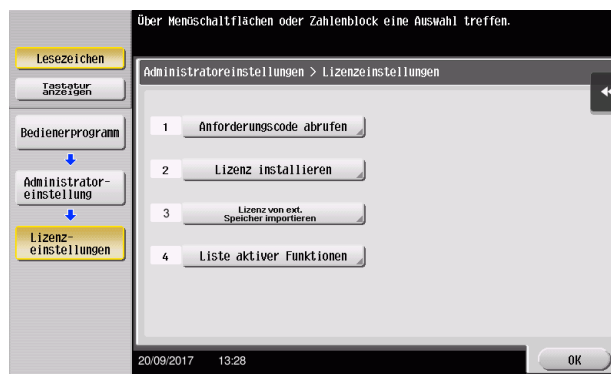 Über Menüschaltflächen oder Zahlenblock eine Auswahl treffen.
Lesezeichen
Tastatur
anzeigen
Bedienerprogramm
Administrator-
einstellung
Lizenz-
einstellungen
Administratoreinstellungen > Lizenzeinstellungen
1 Anforderungscode abrufen
2 Lizenz installieren
3 Lizenz von ext.
Speicher importieren
4 Liste aktiver Funktionen
20/09/2017 13:28
OK